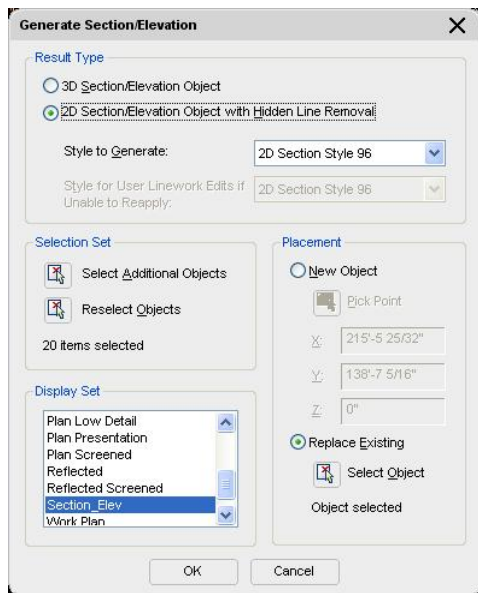 Generate Section/Elevation
Result Type
3D Section/Elevation Object
2D Section/Elevation Object with Hidden Line Removal
Style to Generate:
2D Section Style 96
Style for User Linework Edits if
Unable to Reapply:
2D Section Style 96
Selection Set
Select Additional Objects
Reselect Objects
20 items selected
Display Set
Plan Low Detail
Plan Presentation
Plan Screened
Reflected
Reflected Screened
Section_Elev
Work Plan
Placement
New Object
Pick Point
X:
215'-5 25/32"
Y:
138'-7 5/16"
Z:
0"
Replace Existing
Select Object
Object selected
OK
Cancel